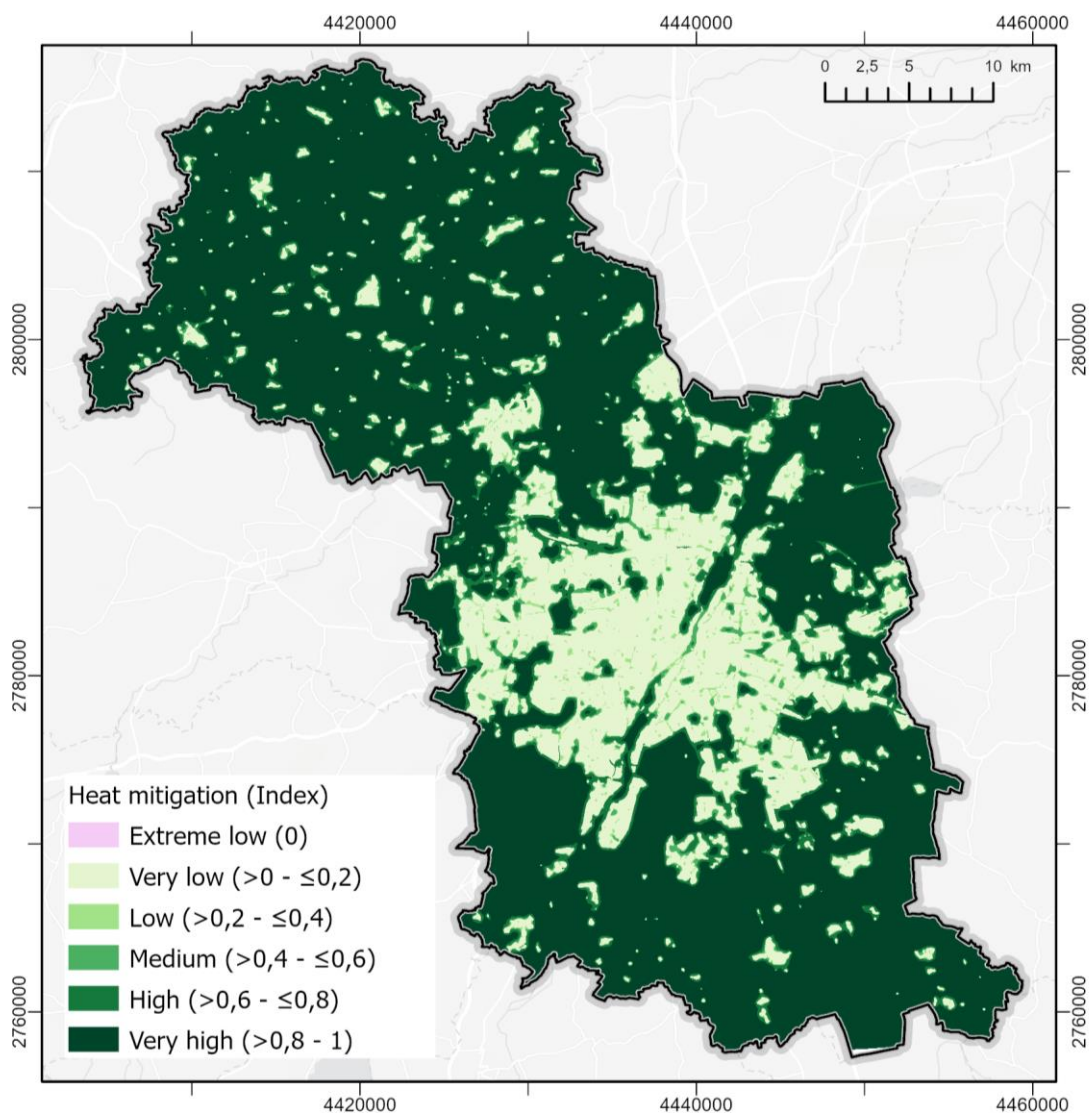 4420000 4440000 4460000
0 2,5 5 10 km
2800000 2800000
2780000 2780000
Heat mitigation (Index)
Extreme low (0)
Very low (>0 - ≤0,2)
Low (>0,2 - ≤0,4)
Medium (>0,4 - ≤0,6)
High (>0,6 - ≤0,8)
Very high (>0,8 - 1)
2760000 2760000
4420000 4440000 4460000